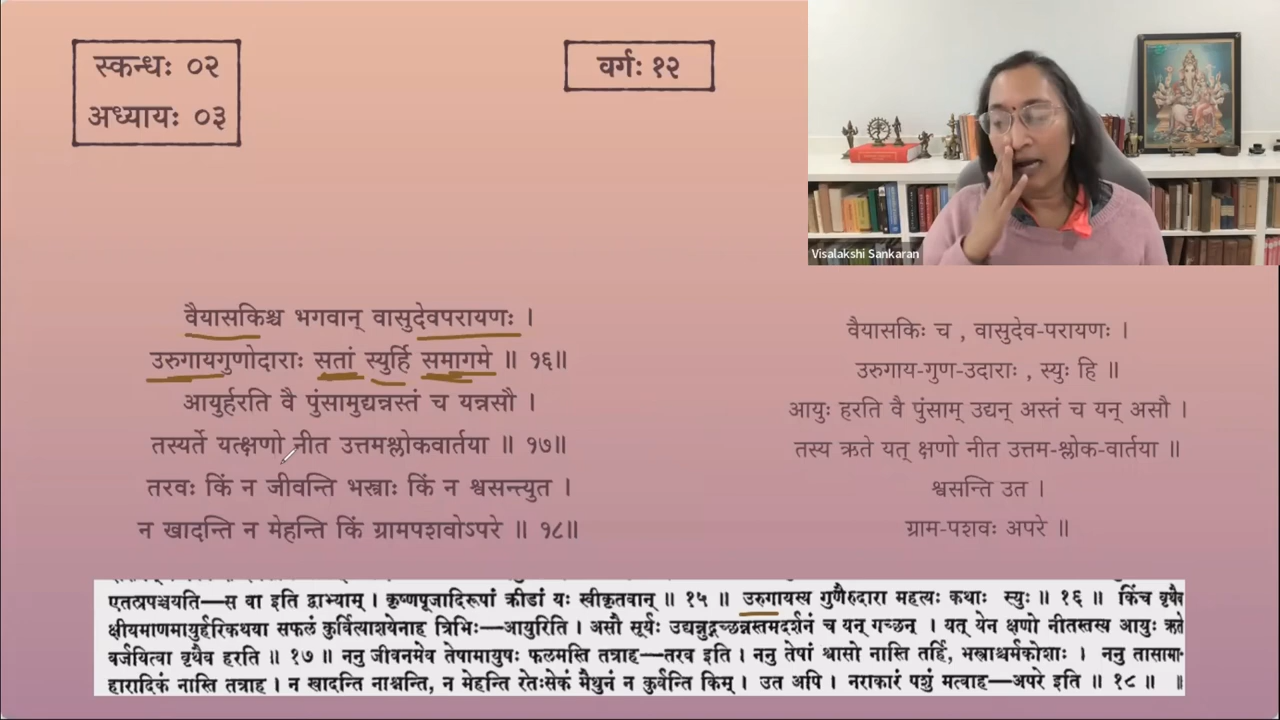 स्कन्धः ०२
अध्यायः ०३
वर्गः १२
Visalakshi Sankaran
वैयासकिश्च भगवान् वासुदेवपरायणः ।
उरुगायगुणोदाराः सतां स्युर्हि समागमे ॥ १६॥
आयुर्हरति वै पुंसामुद्यन्नस्तं च यन्नसौ ।
तस्यर्ते यत्क्षणो नीत उत्तमश्लोकवार्तया ॥ १७॥
तरवः किं न जीवन्ति भस्त्राः किं न श्वसन्त्युत ।
न खादन्ति न मेहन्ति किं ग्रामपशवोऽपरे ॥ १८॥
वैयासकिः च , वासुदेव-परायणः ।
उरुगाय-गुण-उदाराः , स्युः हि ॥
आयुः हरति वै पुंसाम् उद्यन् अस्तं च यन् असौ ।
तस्य ऋते यत् क्षणो नीत उत्तम-श्लोक-वार्तया ॥
श्वसन्ति उत ।
ग्राम-पशवः अपरे ॥
एतत्प्रपञ्चयति—स वा इति द्वाभ्याम् । कृष्णपूजादिरूपां क्रीडां यः स्वीकृतवान् ॥ १५ ॥ उरुगायस्य गुणैरुदारा महत्यः कथाः स्युः ॥ १६ ॥ किंच वृथैव
क्षीयमाणमायुर्हरिकथया सफलं कुर्वित्याशयेनाह त्रिभिः—आयुरिति । असौ सूर्यः उद्यन्नुद्गच्छन्नस्तमदर्शनं च यन् गच्छन् । यत् येन क्षणो नीतस्तस्य आयुः ऋते
वर्जयित्वा वृथैव हरति ॥ १७ ॥ ननु जीवनमेव तेषामायुषः फलमस्ति तत्राह—तरव इति । ननु तेषां श्वासो नास्ति तर्हि, भस्त्राश्चर्मकोशाः । ननु तासामा-
हारादिकं नास्ति तत्राह । न खादन्ति नाश्नन्ति, न मेहन्ति रेतःसेकं मैथुनं न कुर्वन्ति किम् । उत अपि । नराकारं पशुं मत्वाह—अपरे इति ॥ १८ ॥ ॥